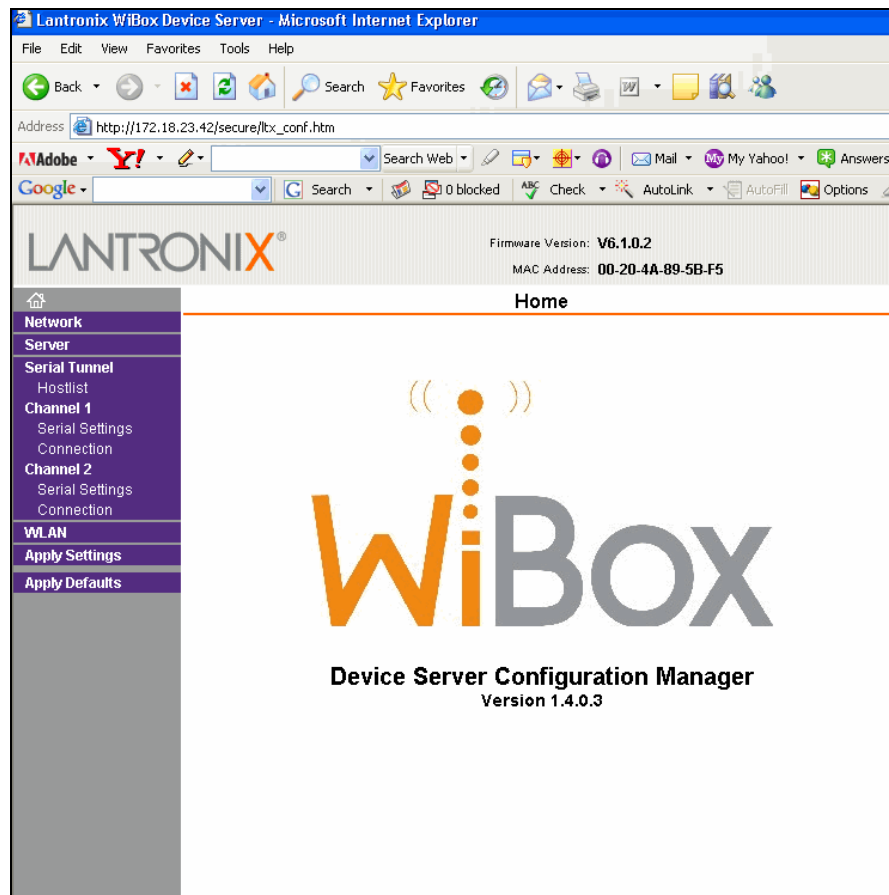 Lantronix WiBox Device Server - Microsoft Internet Explorer
File Edit View Favorites Tools Help
Back Search Favorites
Address http://172.18.23.42/secure/ltx_conf.htm
Adobe Y! Search Web Mail My Yahoo! Answers
Google G Search 0 blocked ABC Check AutoLink AutoFill Options
LANTRONIX®
Firmware Version: V6.1.0.2
MAC Address: 00-20-4A-89-5B-F5
Home
Network
Server
Serial Tunnel
Hostlist
Channel 1
Serial Settings
Connection
Channel 2
Serial Settings
Connection
WLAN
Apply Settings
Apply Defaults
WiBox
Device Server Configuration Manager
Version 1.4.0.3